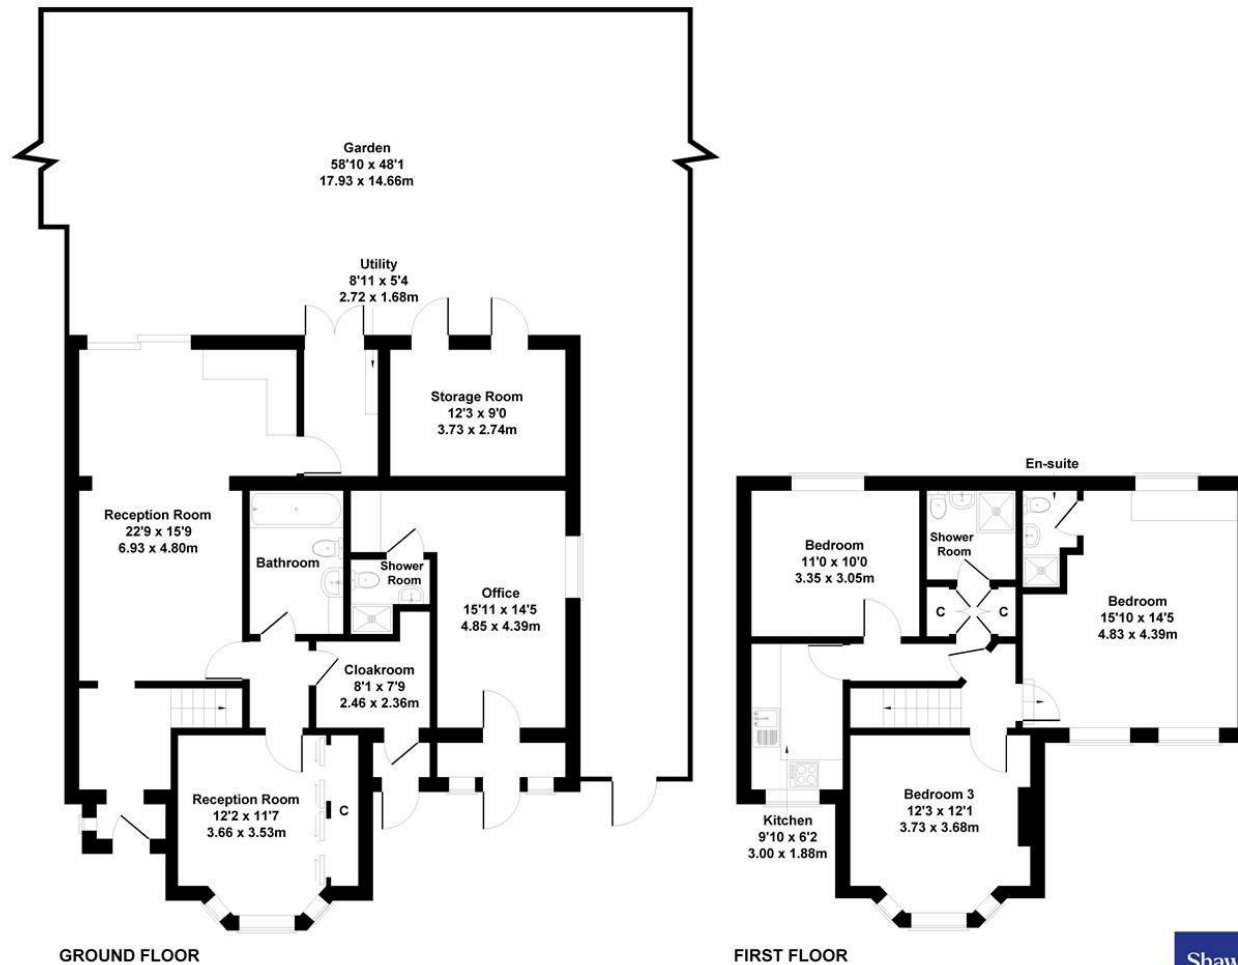 Garden
58'10 x 48'1
17.93 x 14.66m
Utility
8'11 x 5'4
2.72 x 1.68m
Storage Room
12'3 x 9'0
3.73 x 2.74m
Reception Room
22'9 x 15'9
6.93 x 4.80m
Bathroom
Shower
Room
Office
15'11 x 14'5
4.85 x 4.39m
Cloakroom
8'1 x 7'9
2.46 x 2.36m
Reception Room
12'2 x 11'7
3.66 x 3.53m
C
GROUND FLOOR
En-suite
Bedroom
11'0 x 10'0
3.35 x 3.05m
Shower
Room
C
C
Bedroom
15'10 x 14'5
4.83 x 4.39m
Kitchen
9'10 x 6'2
3.00 x 1.88m
Bedroom 3
12'3 x 12'1
3.73 x 3.68m
FIRST FLOOR
Shaw